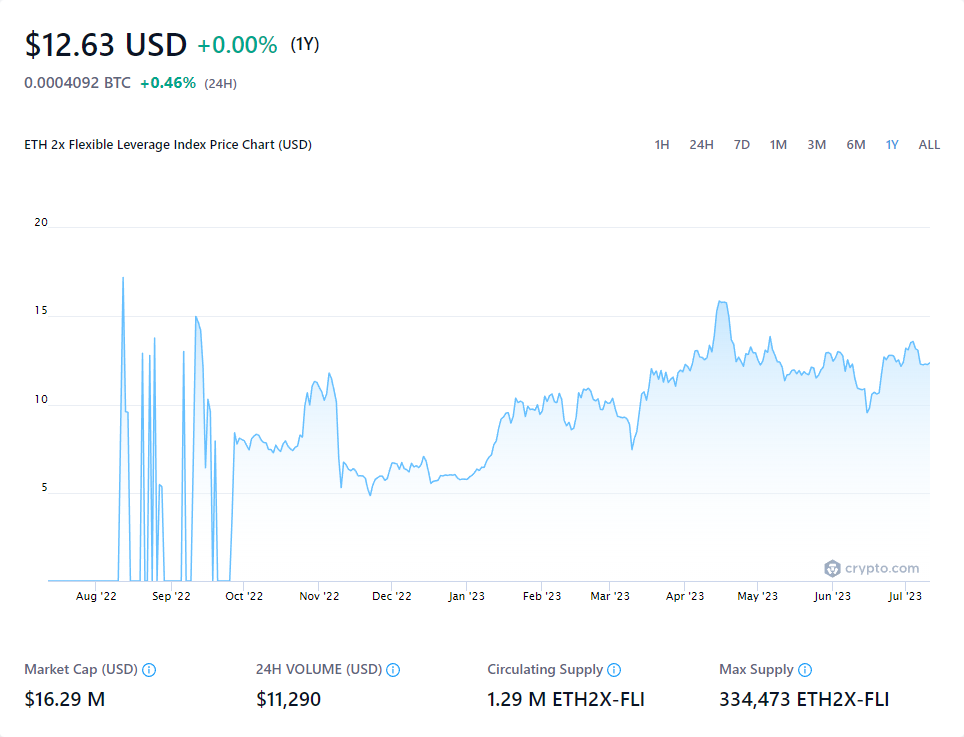 $12.63 USD +0.00% (1Y)
0.0004092 BTC +0.46% (24H)
ETH 2x Flexible Leverage Index Price Chart (USD) 1H 24H 7D 1M 3M 6M 1Y ALL
20
15
10
5
crypto.com
Aug '22 Sep '22 Oct '22 Nov '22 Dec '22 Jan '23 Feb '23 Mar '23 Apr '23 May '23 Jun '23 Jul '23
Market Cap (USD) 24H VOLUME (USD) Circulating Supply Max Supply
$16.29 M $11,290 1.29 M ETH2X-FLI 334,473 ETH2X-FLI